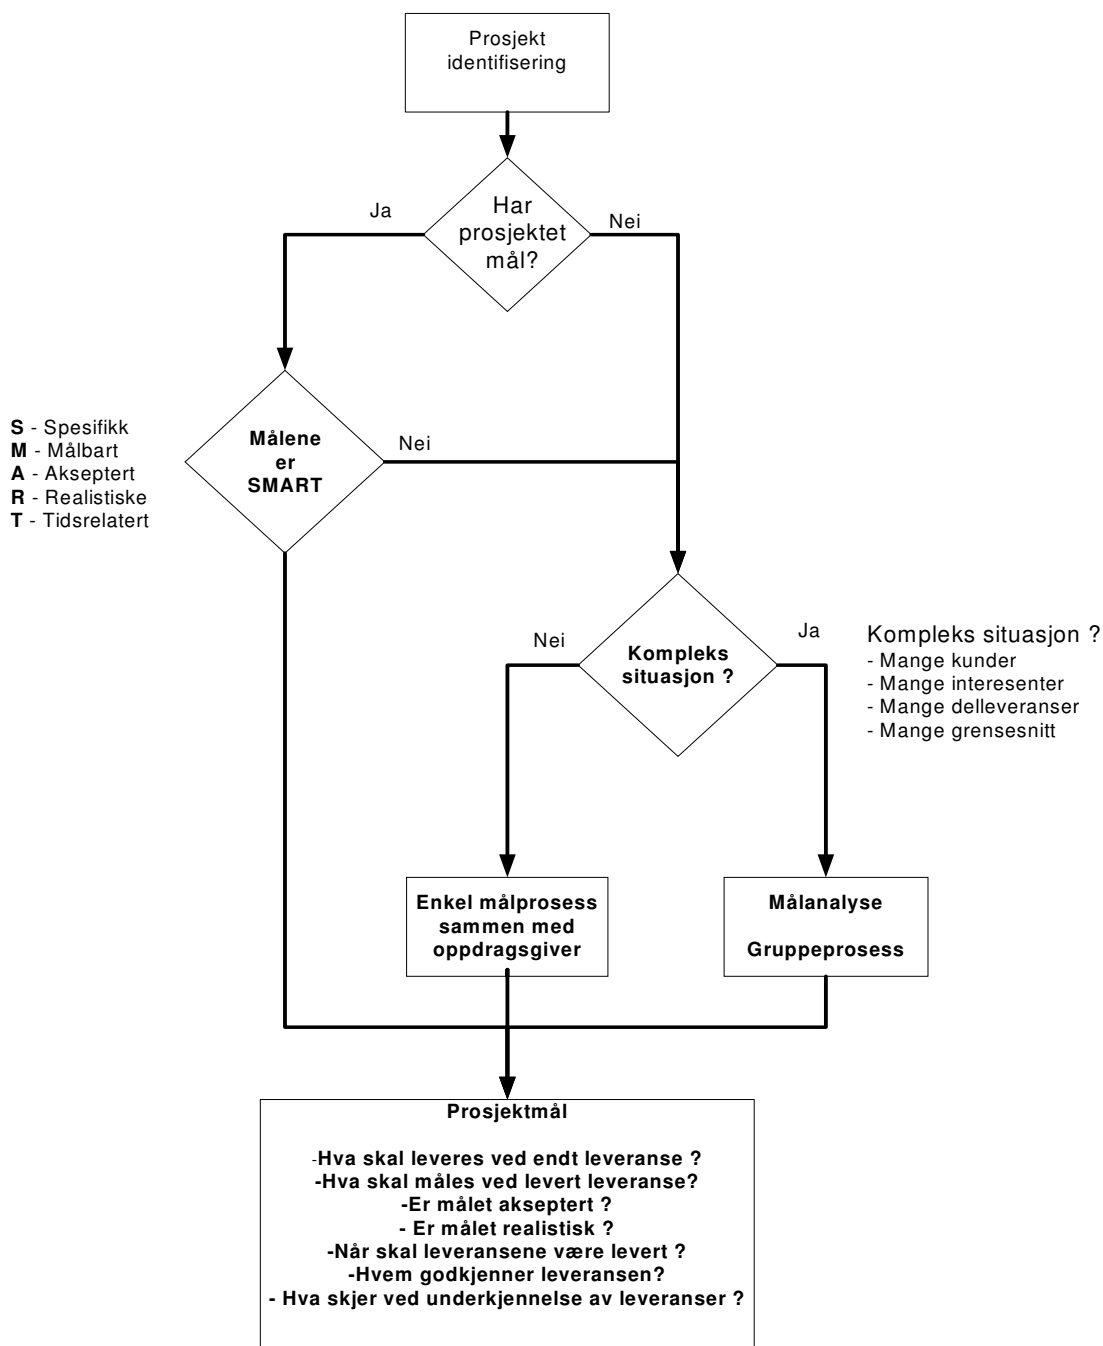 Prosjekt
identifisering
Har
prosjektet
mål?
Ja
Nei
S - Spesifikk
M - Målbart
A - Akseptert
R - Realistiske
T - Tidsrelatert
Målene
er
SMART
Nei
Kompleks
situasjon ?
Nei
Ja
Kompleks situasjon ?
- Mange kunder
- Mange interesenter
- Mange delleveranser
- Mange grensesnitt
Enkel målprosess
sammen med
oppdragsgiver
Målanalyse
Gruppeprosess
Prosjektmål
-Hva skal leveres ved endt leveranse ?
-Hva skal måles ved levert leveranse?
-Er målet akseptert ?
- Er målet realistisk ?
-Når skal leveransene være levert ?
-Hvem godkjenner leveransen?
- Hva skjer ved underkjennelse av leveranser ?